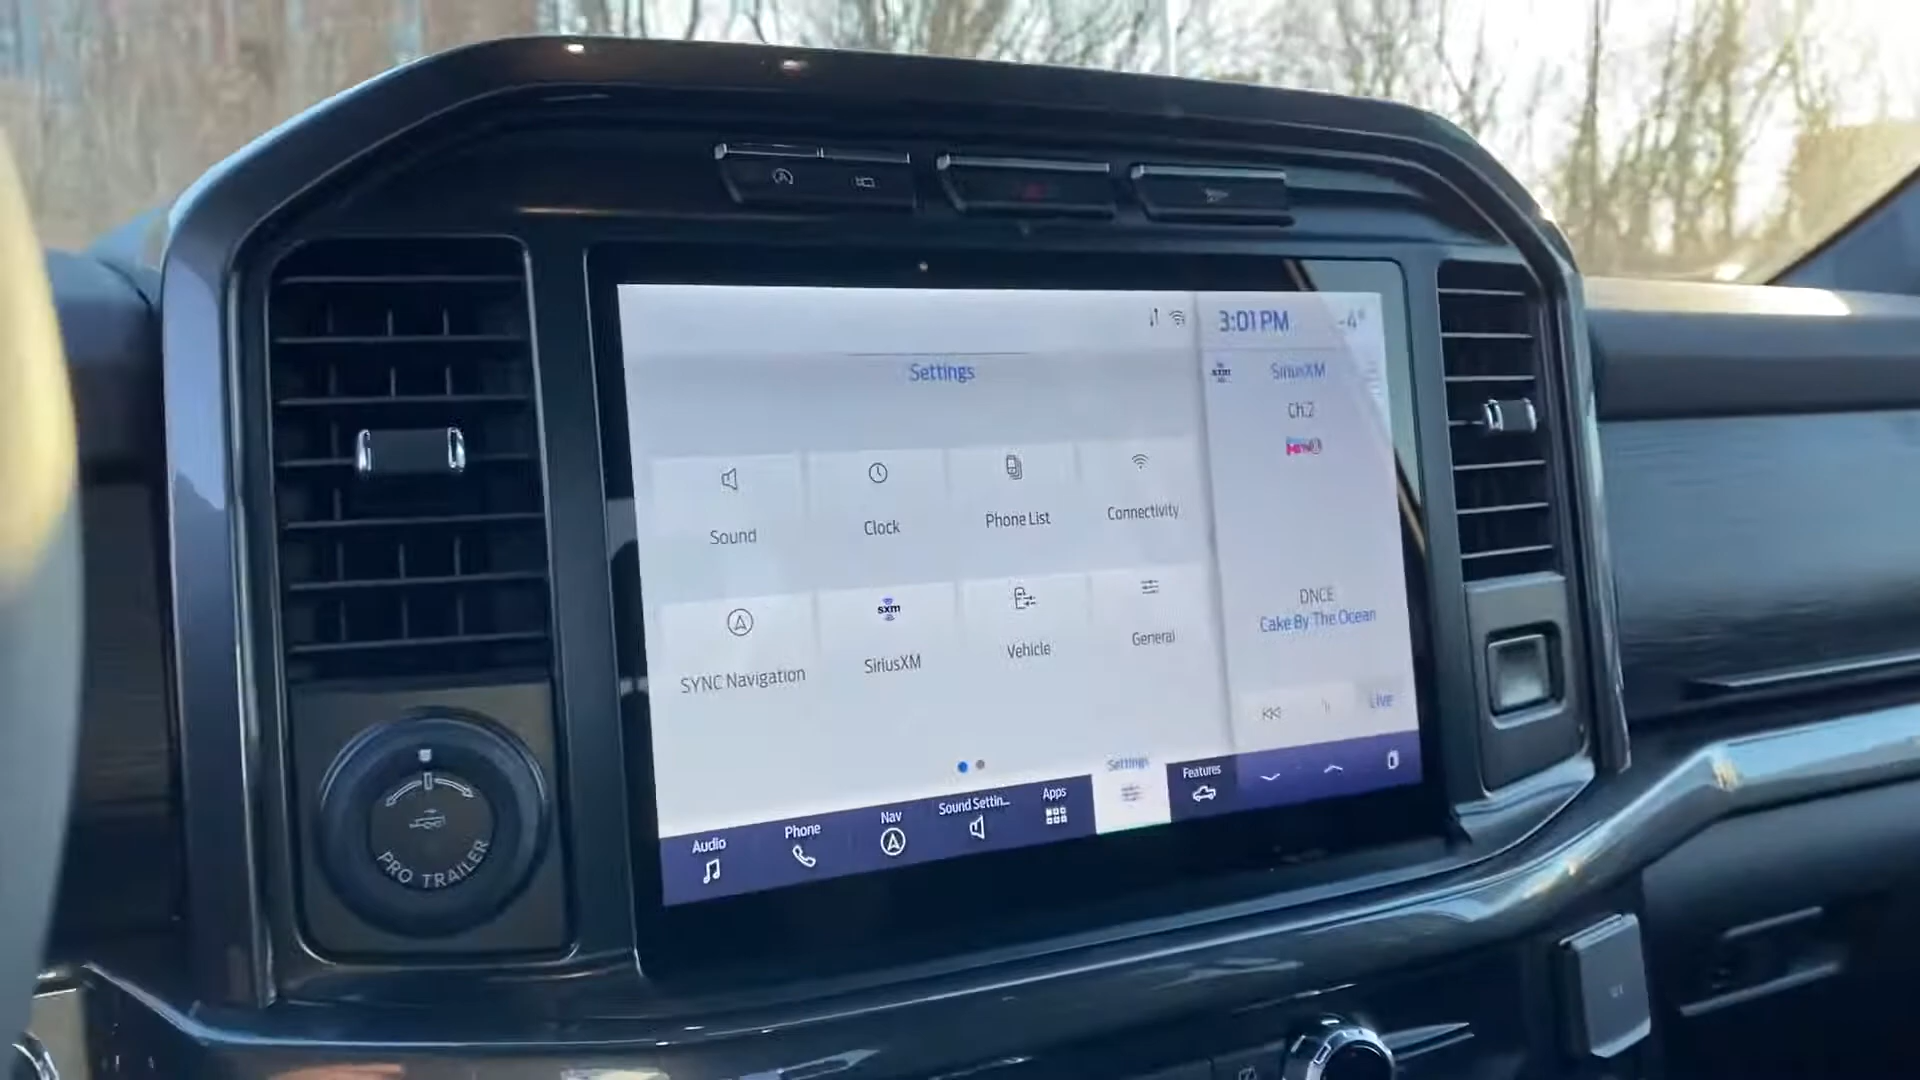 3:01 PM
-4°
Settings
sxm
SiriusXM
Ch.2
Sound
Clock
Phone List
Connectivity
SYNC Navigation
sxm
SiriusXM
Vehicle
General
DNCE
Cake By The Ocean
Live
Audio
Phone
Nav
Sound Settin...
Apps
Settings
Features
PRO TRAILER